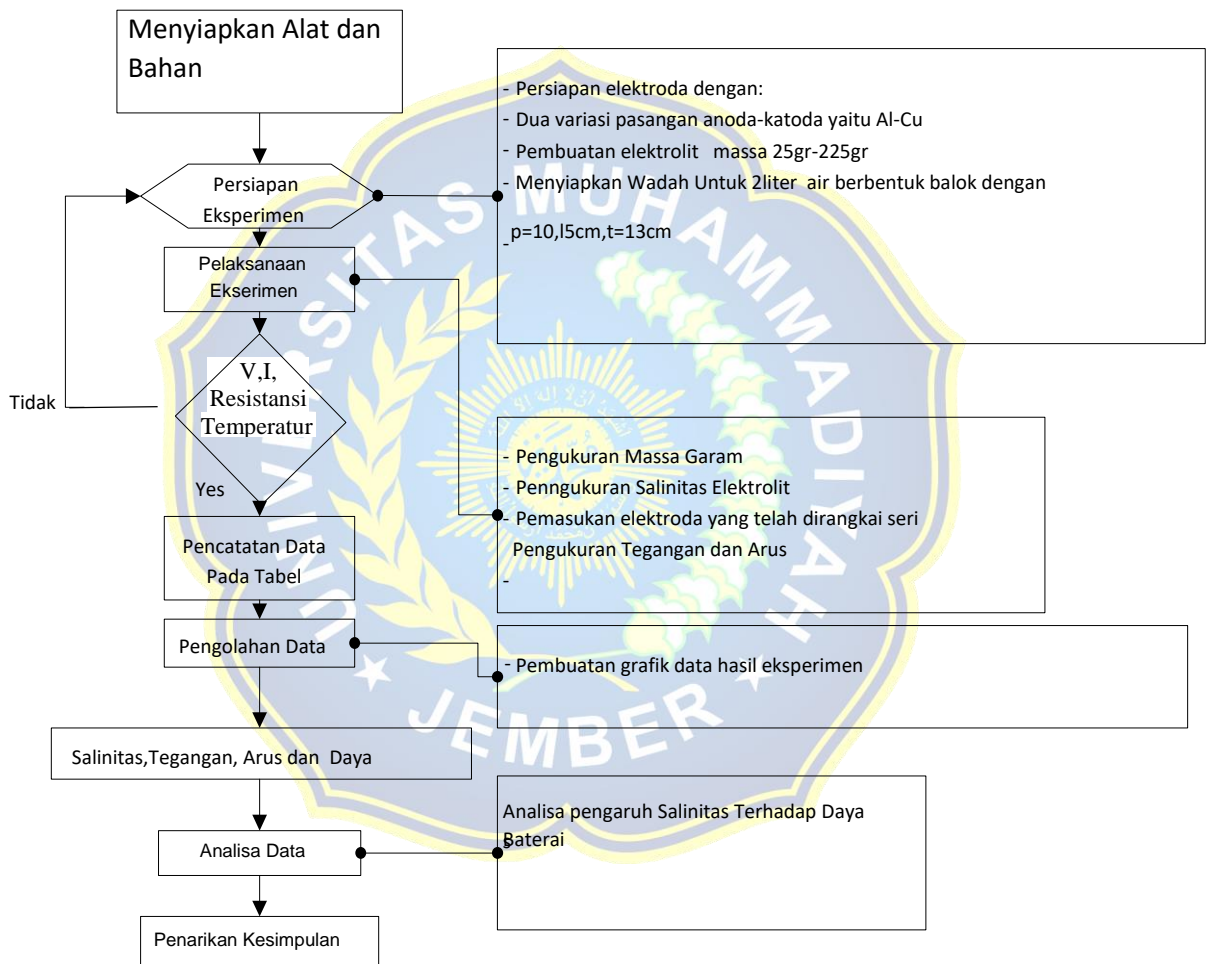 Menyiapkan Alat dan
Bahan
- Persiapan elektroda dengan:
- Dua variasi pasangan anoda-katoda yaitu Al-Cu
- Pembuatan elektrolit massa 25gr-225gr
- Menyiapkan Wadah Untuk 2liter air berbentuk balok dengan
p=10,l5cm,t=13cm
-
Persiapan
Eksperimen
Pelaksanaan
Ekserimen
V,I,
Resistansi
Temperatur
Tidak
Yes
- Pengukuran Massa Garam
- Penngukuran Salinitas Elektrolit
- Pemasukan elektroda yang telah dirangkai seri
Pengukuran Tegangan dan Arus
-
Pencatatan Data
Pada Tabel
Pengolahan Data
- Pembuatan grafik data hasil eksperimen
Salinitas,Tegangan, Arus dan Daya
Analisa pengaruh Salinitas Terhadap Daya
Baterai
s
Analisa Data
Penarikan Kesimpulan
UNIVERSITAS MUHAMMADIYAH
JEMBER